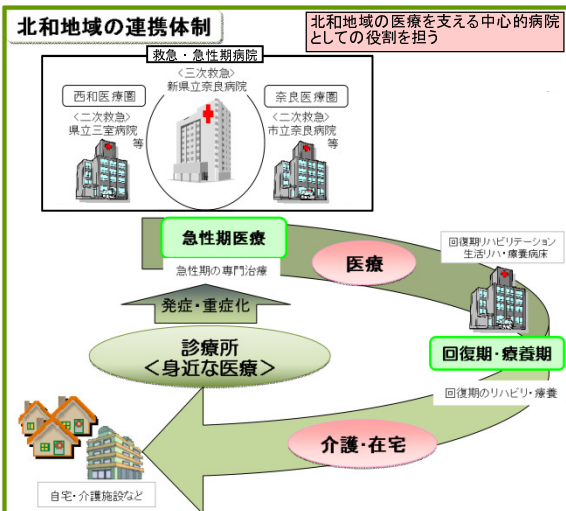 北和地域の連携体制
北和地域の医療を支える中心的病院
としての役割を担う
救急・急性期病院
<三次救急>
新県立奈良病院
西和医療圏
<二次救急>
県立三室病院
等
奈良医療圏
<二次救急>
市立奈良病院
等
急性期医療
急性期の専門治療
医療
回復期リハビリテーション
生活リハ・療養病床
発症・重症化
診療所
<身近な医療>
回復期・療養期
回復期のリハビリ・療養
介護・在宅
自宅・介護施設など